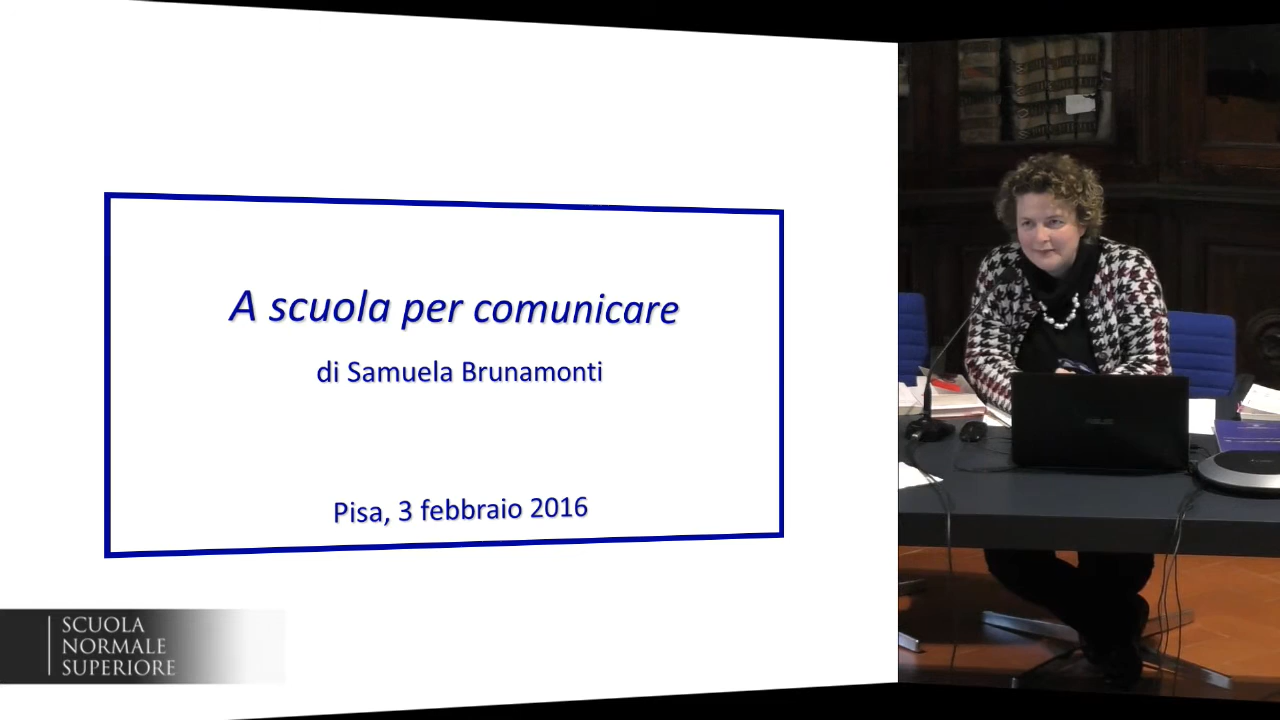 A scuola per comunicare
di Samuela Brunamonti
Pisa, 3 febbraio 2016
SCUOLA
NORMALE
SUPERIORE